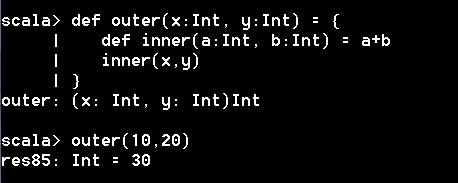 scala> def outer(x:Int, y:Int) = {
     |    def inner(a:Int, b:Int) = a+b
     |    inner(x,y)
     | }
outer: (x: Int, y: Int)Int
scala> outer(10,20)
res85: Int = 30